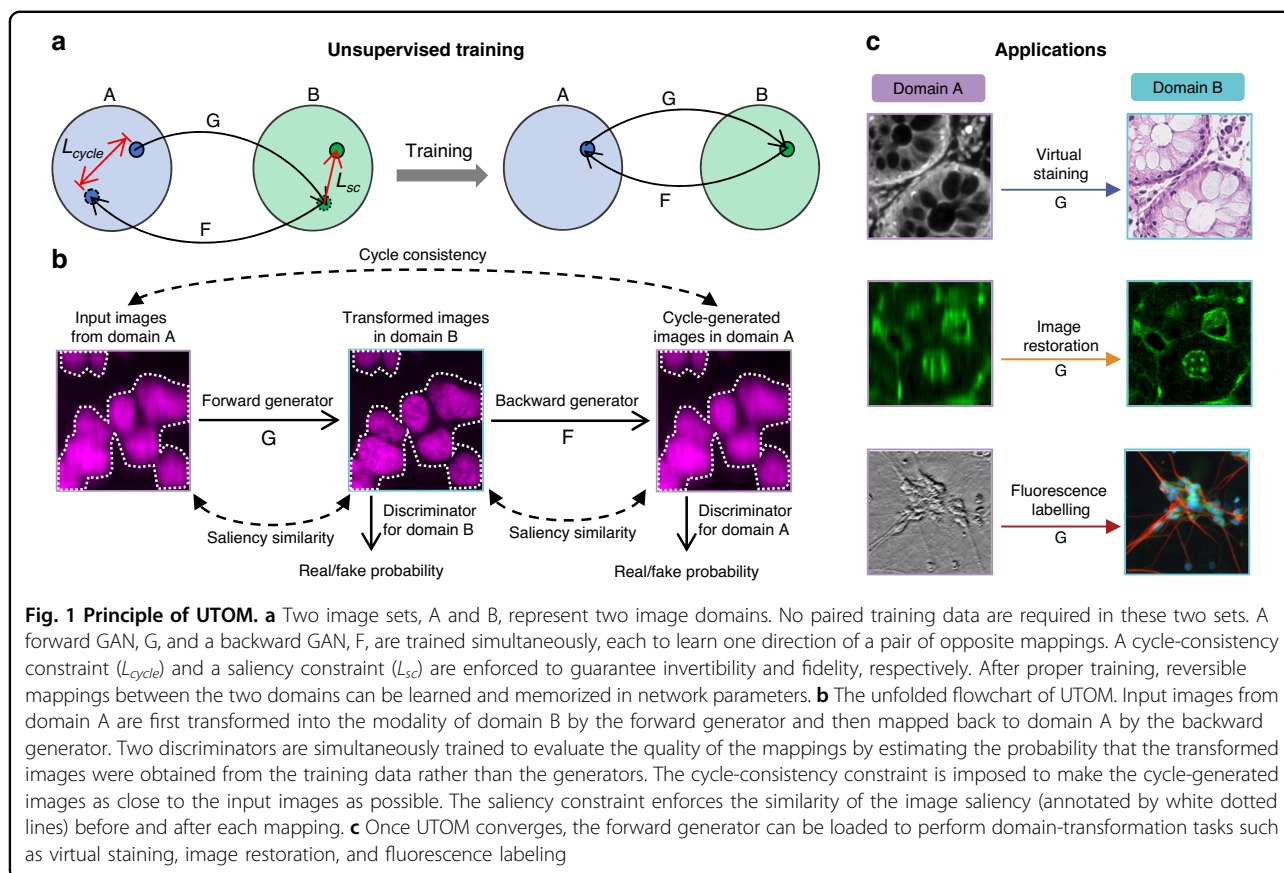 a
Unsupervised training
A
B
G
L_cycle
L_sc
F
Training
A
B
G
F
b
Cycle consistency
Input images
from domain A
Transformed images
in domain B
Cycle-generated
images in domain A
Forward generator
G
Backward generator
F
Saliency similarity
Discriminator
for domain B
Saliency similarity
Discriminator
for domain A
Real/fake probability
Real/fake probability
c
Applications
Domain A
Domain B
Virtual
staining
G
Image
restoration
G
Fluorescence
labelling
G
Fig. 1 Principle of UTOM. a Two image sets, A and B, represent two image domains. No paired training data are required in these two sets. A
forward GAN, G, and a backward GAN, F, are trained simultaneously, each to learn one direction of a pair of opposite mappings. A cycle-consistency
constraint (L_cycle) and a saliency constraint (L_sc) are enforced to guarantee invertibility and fidelity, respectively. After proper training, reversible
mappings between the two domains can be learned and memorized in network parameters. b The unfolded flowchart of UTOM. Input images from
domain A are first transformed into the modality of domain B by the forward generator and then mapped back to domain A by the backward
generator. Two discriminators are simultaneously trained to evaluate the quality of the mappings by estimating the probability that the transformed
images were obtained from the training data rather than the generators. The cycle-consistency constraint is imposed to make the cycle-generated
images as close to the input images as possible. The saliency constraint enforces the similarity of the image saliency (annotated by white dotted
lines) before and after each mapping. c Once UTOM converges, the forward generator can be loaded to perform domain-transformation tasks such
as virtual staining, image restoration, and fluorescence labeling